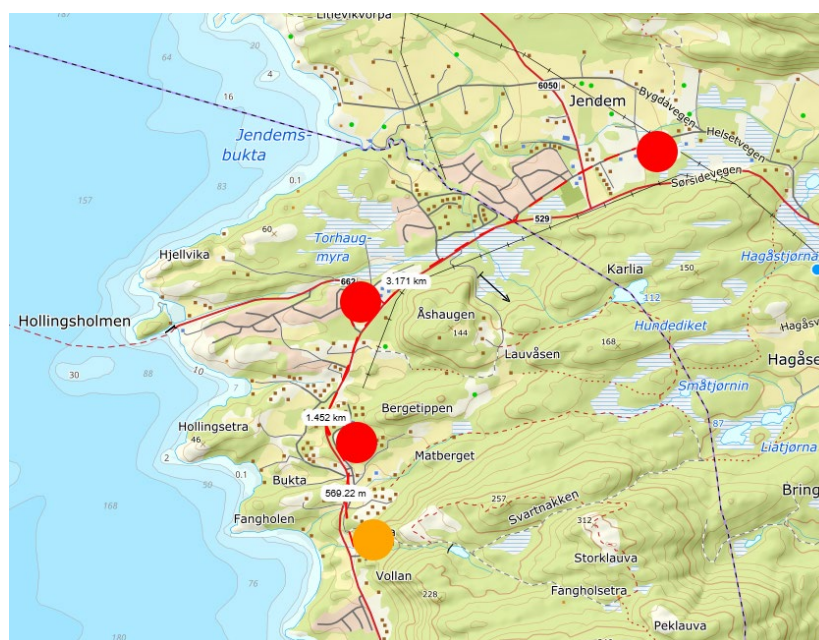 Litlevikvorpa
187
20
64
4
16
6050
Jendem
Bygdavegen
Helsetvegen
Jendems-
bukta
83
0.1
157
Sørsidevegen
529
60
Torhaug-
myra
Hjellvika
Hagåstjørna
662
3.171 km
Karlia
150
112
Hollingsholmen
Åshaugen
144
Hundediket
Hagåsv
168
Lauvåsen
Hagåse
88
10
30
7
Småtjørnin
Bergetippen
1.452 km
87
Hollingsetra
46
Liatjørna
2
Matberget
0.1
Bukta
50
569.22 m
257
Svartnakken
Bring
168
Fangholen
312
Storklauva
Vollan
76
228
Fangholsetra
Peklauva
180